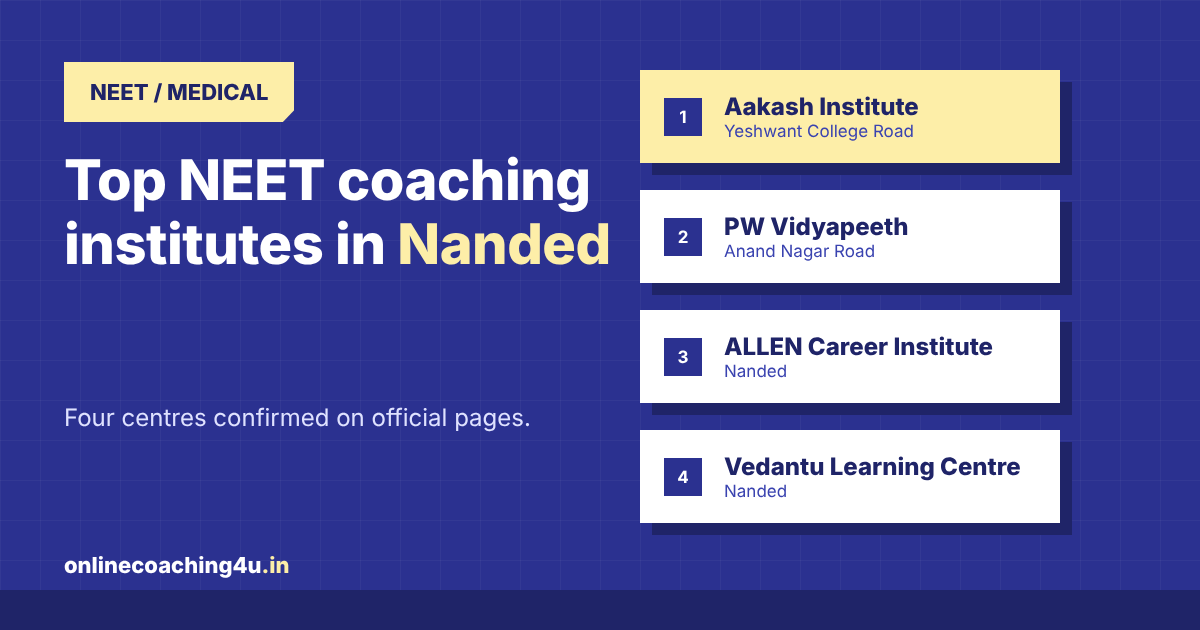 NEET / MEDICAL
Top NEET coaching
institutes in Nanded
Four centres confirmed on official pages.
onlinecoaching4u.in
1
Aakash Institute
Yeshwant College Road
2
PW Vidyapeeth
Anand Nagar Road
3
ALLEN Career Institute
Nanded
4
Vedantu Learning Centre
Nanded